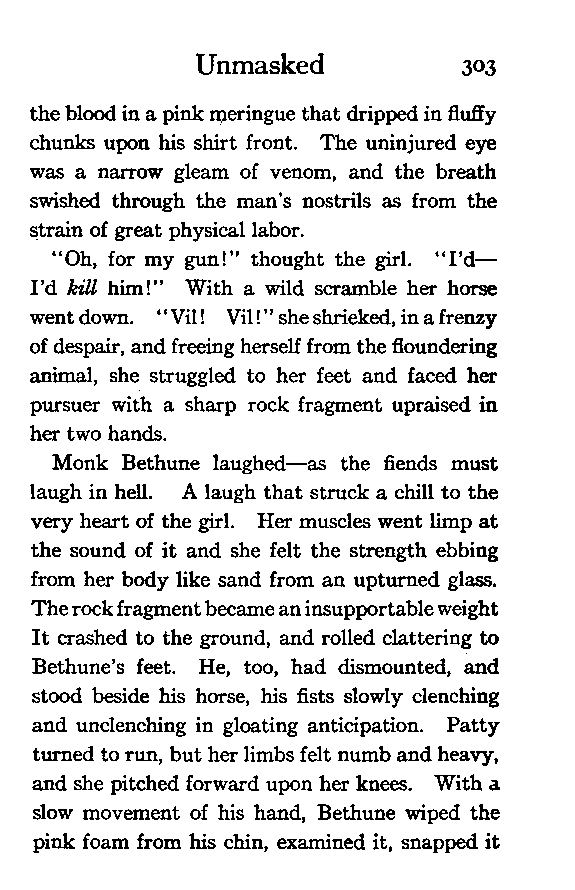 Unmasked 303
the blood in a pink meringue that dripped in fluffy
chunks upon his shirt front. The uninjured eye
was a narrow gleam of venom, and the breath
swished through the man's nostrils as from the
strain of great physical labor.
"Oh, for my gun!" thought the girl. "I'd—
I'd kill him!" With a wild scramble her horse
went down. "Vil! Vil!" she shrieked, in a frenzy
of despair, and freeing herself from the floundering
animal, she struggled to her feet and faced her
pursuer with a sharp rock fragment upraised in
her two hands.
Monk Bethune laughed—as the fiends must
laugh in hell. A laugh that struck a chill to the
very heart of the girl. Her muscles went limp at
the sound of it and she felt the strength ebbing
from her body like sand from an upturned glass.
The rock fragment became an insupportable weight
It crashed to the ground, and rolled clattering to
Bethune's feet. He, too, had dismounted, and
stood beside his horse, his fists slowly clenching
and unclenching in gloating anticipation. Patty
turned to run, but her limbs felt numb and heavy,
and she pitched forward upon her knees. With a
slow movement of his hand, Bethune wiped the
pink foam from his chin, examined it, snapped it